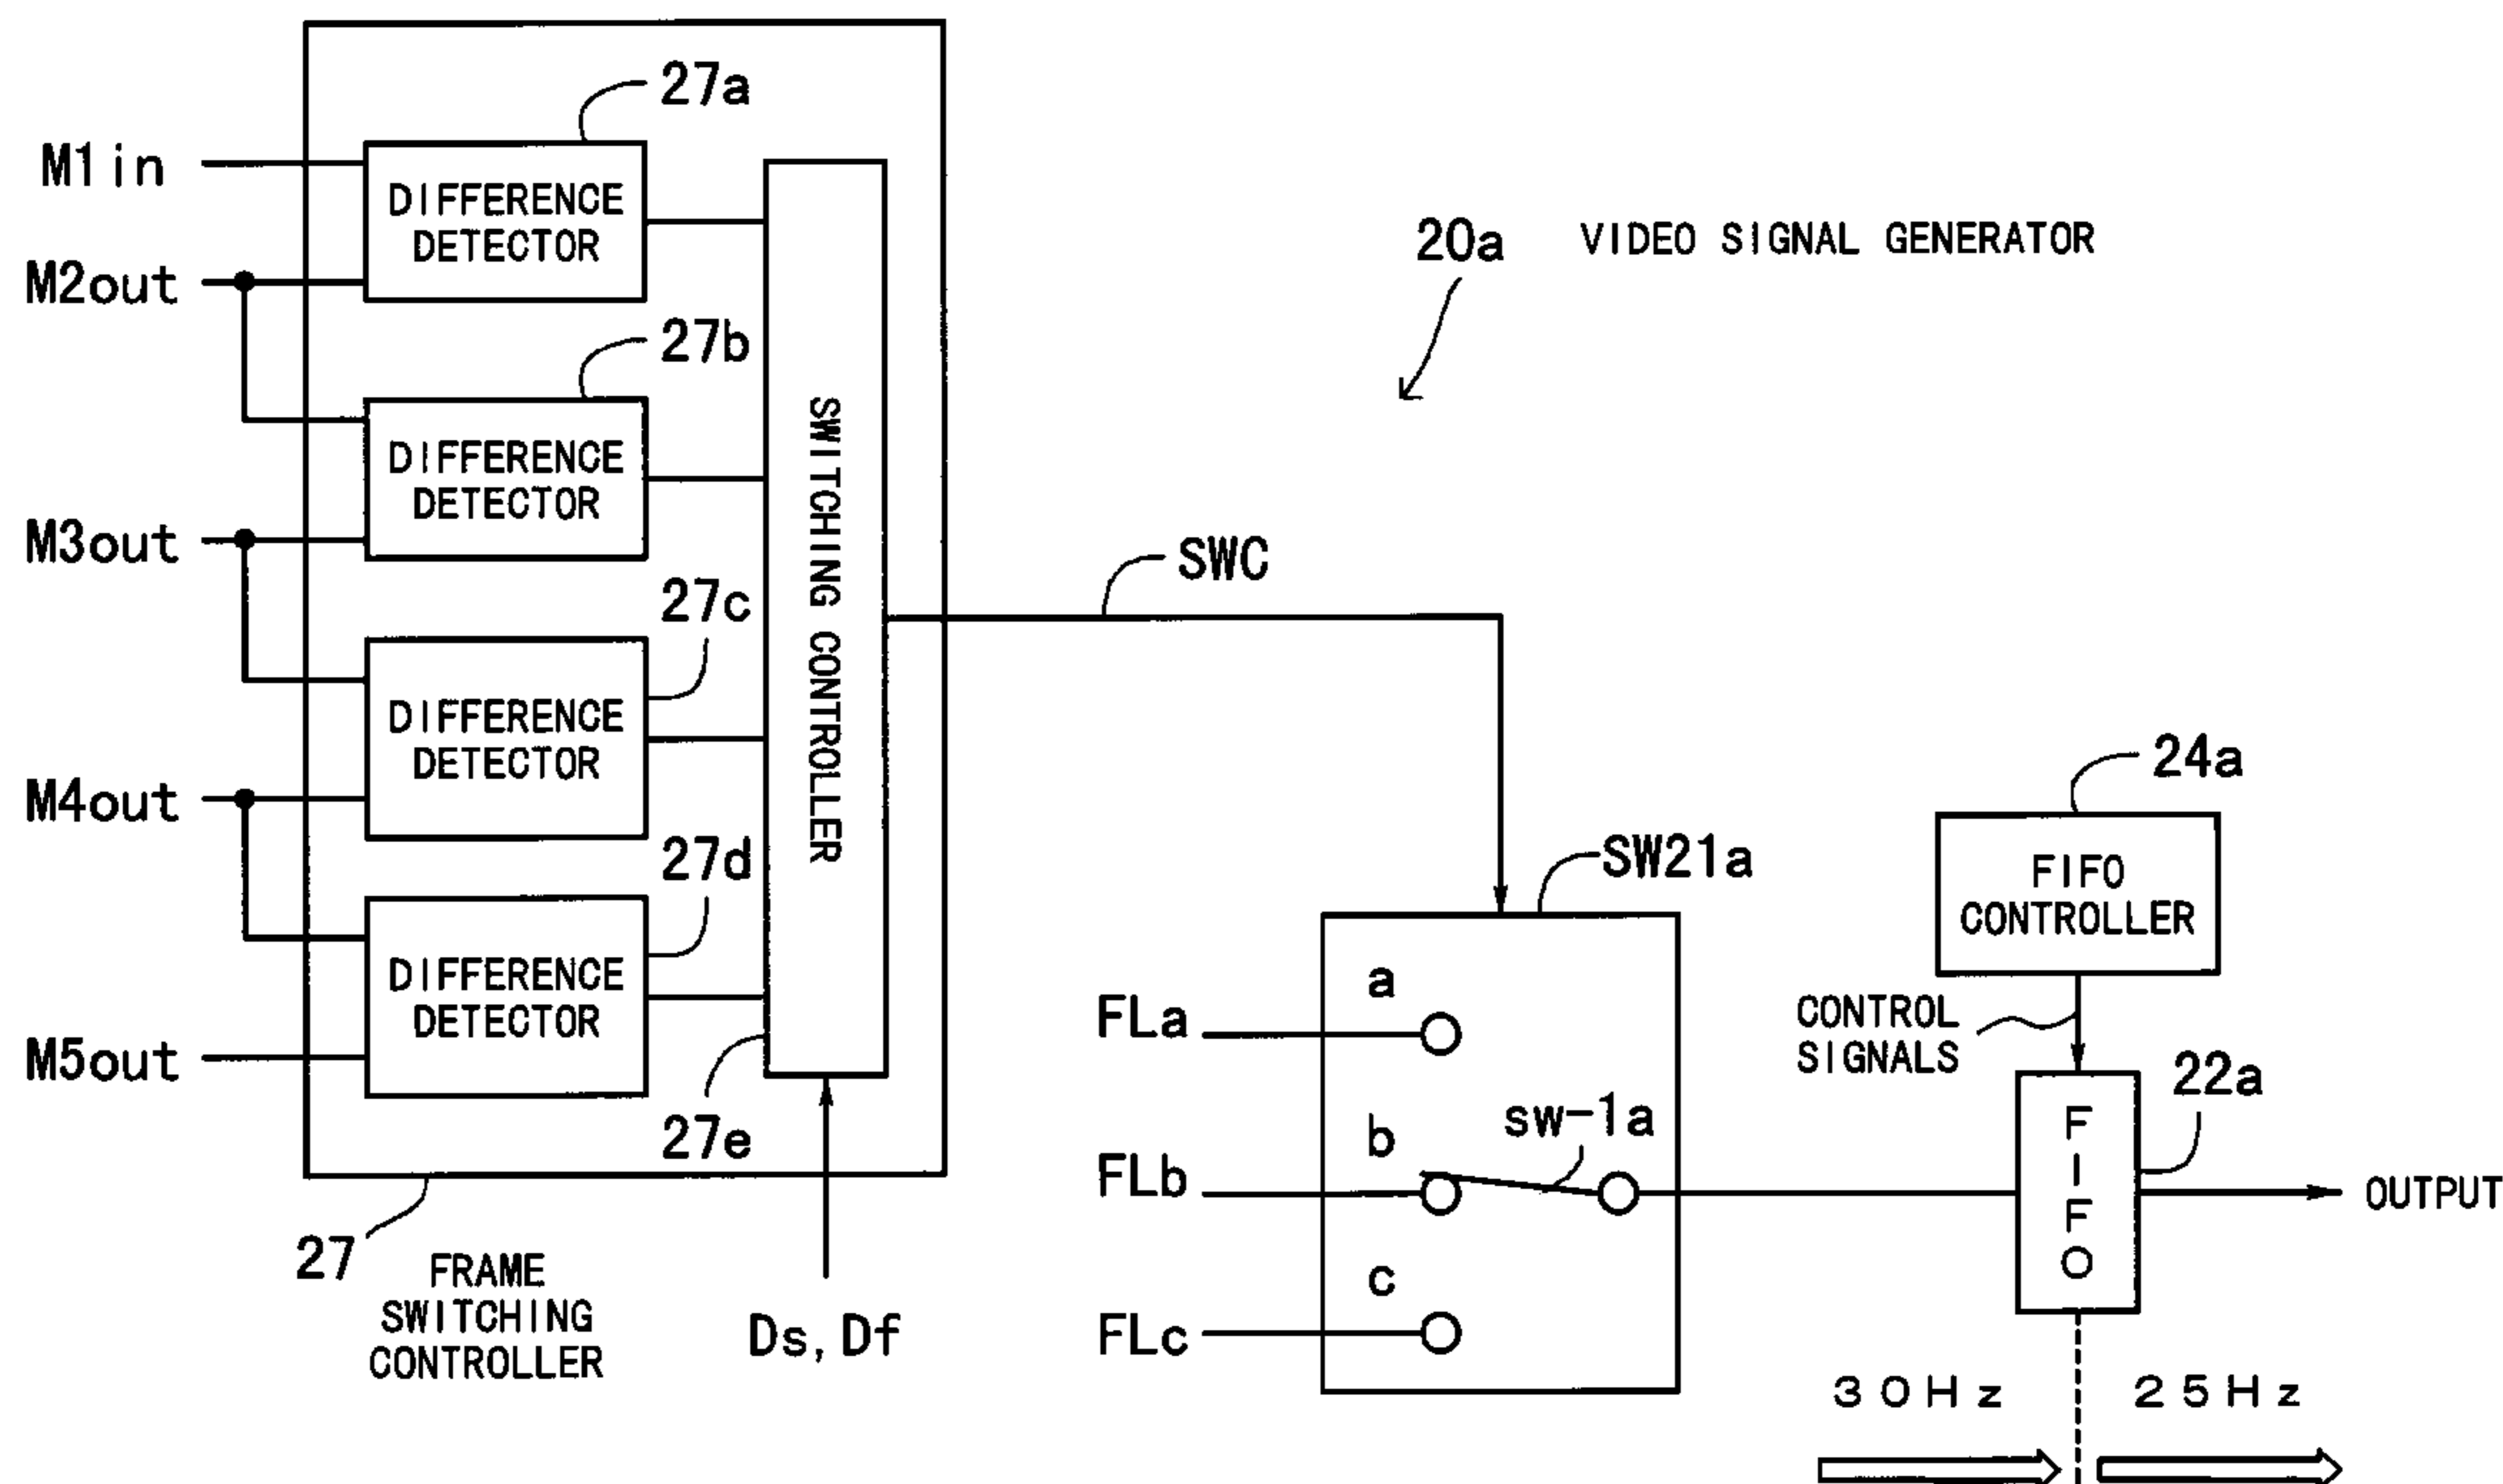 27a
M1in
DIFFERENCE
DETECTOR
M2out
20a VIDEO SIGNAL GENERATOR
27b
DIFFERENCE
DETECTOR
M3out
SWC
27c
DIFFERENCE
DETECTOR
SWITCHING CONTROLLER
M4out
27d
SW21a
24a
FIFO
CONTROLLER
DIFFERENCE
DETECTOR
a
FLa
CONTROL
SIGNALS
M5out
22a
27e
b
sw-1a
FLb
FIFO
OUTPUT
27
FRAME
SWITCHING
CONTROLLER
Ds, Df
c
FLc
30Hz
25Hz